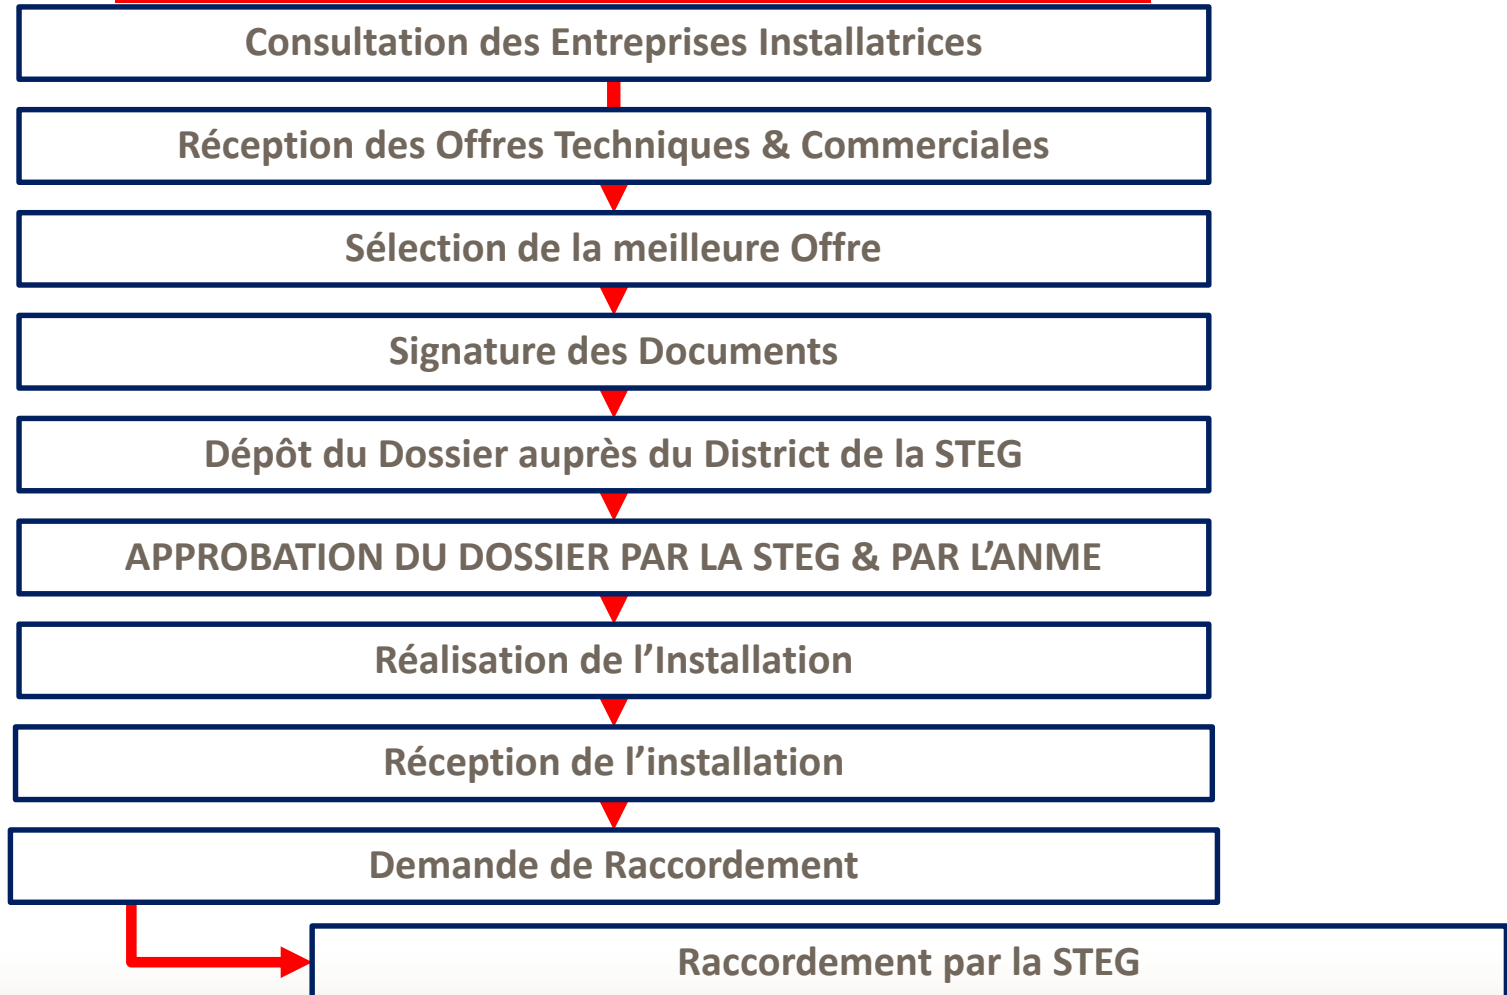 Consultation des Entreprises Installatrices
Réception des Offres Techniques & Commerciales
Sélection de la meilleure Offre
Signature des Documents
Dépôt du Dossier auprès du District de la STEG
APPROBATION DU DOSSIER PAR LA STEG & PAR L’ANME
Réalisation de l’Installation
Réception de l’installation
Demande de Raccordement
Raccordement par la STEG